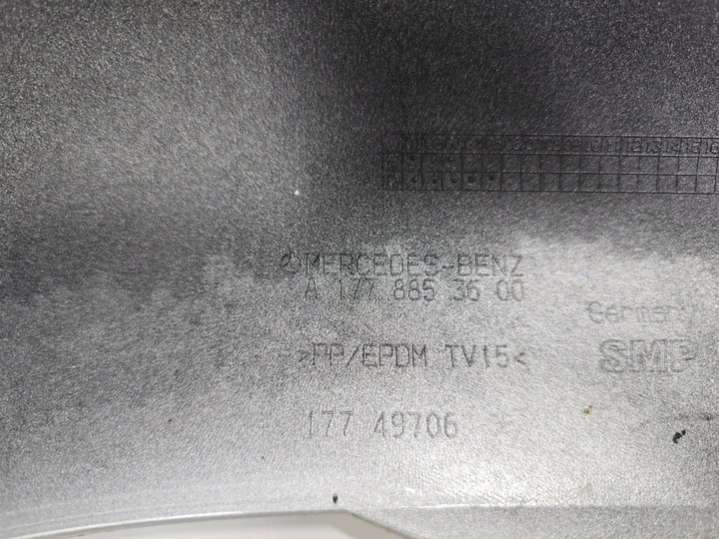 MERCEDES-BENZ
A 177 885 36 00
Germany
>PP/EPDM TV15<
SMP
177 49706